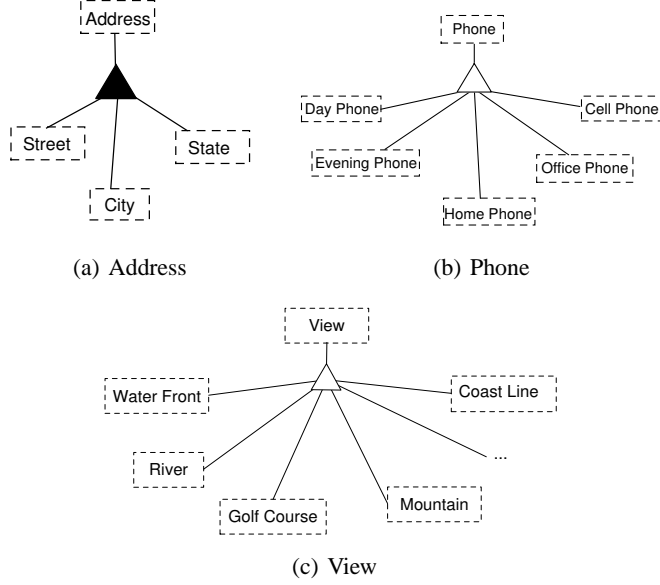 Address
Street
State
City
(a) Address
Phone
Day Phone
Cell Phone
Evening Phone
Office Phone
Home Phone
(b) Phone
View
Water Front
Coast Line
River
...
Golf Course
Mountain
(c) View